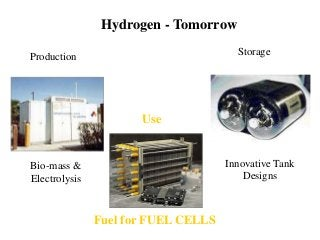 Hydrogen - Tomorrow
Production
Storage
Use
Bio-mass &
Electrolysis
Innovative Tank
Designs
Fuel for FUEL CELLS